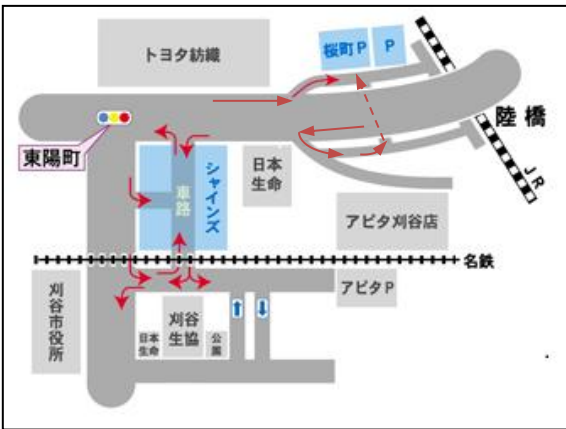 トヨタ紡織
桜町P
P
陸橋
東陽町
JR
シャインズ
車路
日本
生命
アピタ刈谷店
名鉄
アピタP
刈谷市役所
刈谷
生協
日本
生命
公園